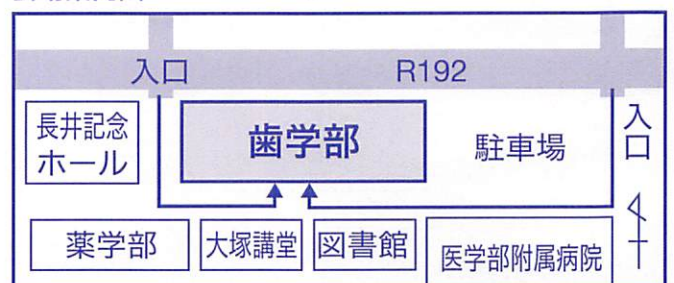 入口
R192
長井記念
ホール
歯学部
駐車場
入口
薬学部
大塚講堂
図書館
医学部附属病院